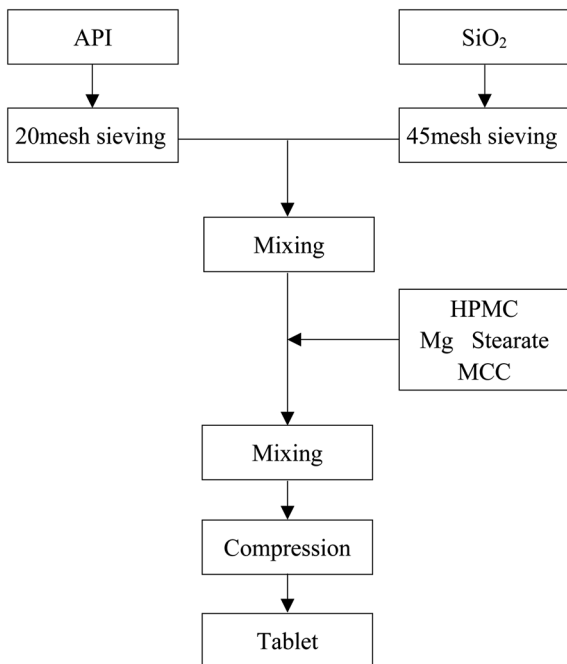 API
SiO₂
20mesh sieving
45mesh sieving
Mixing
HPMC
Mg Stearate
MCC
Mixing
Compression
Tablet